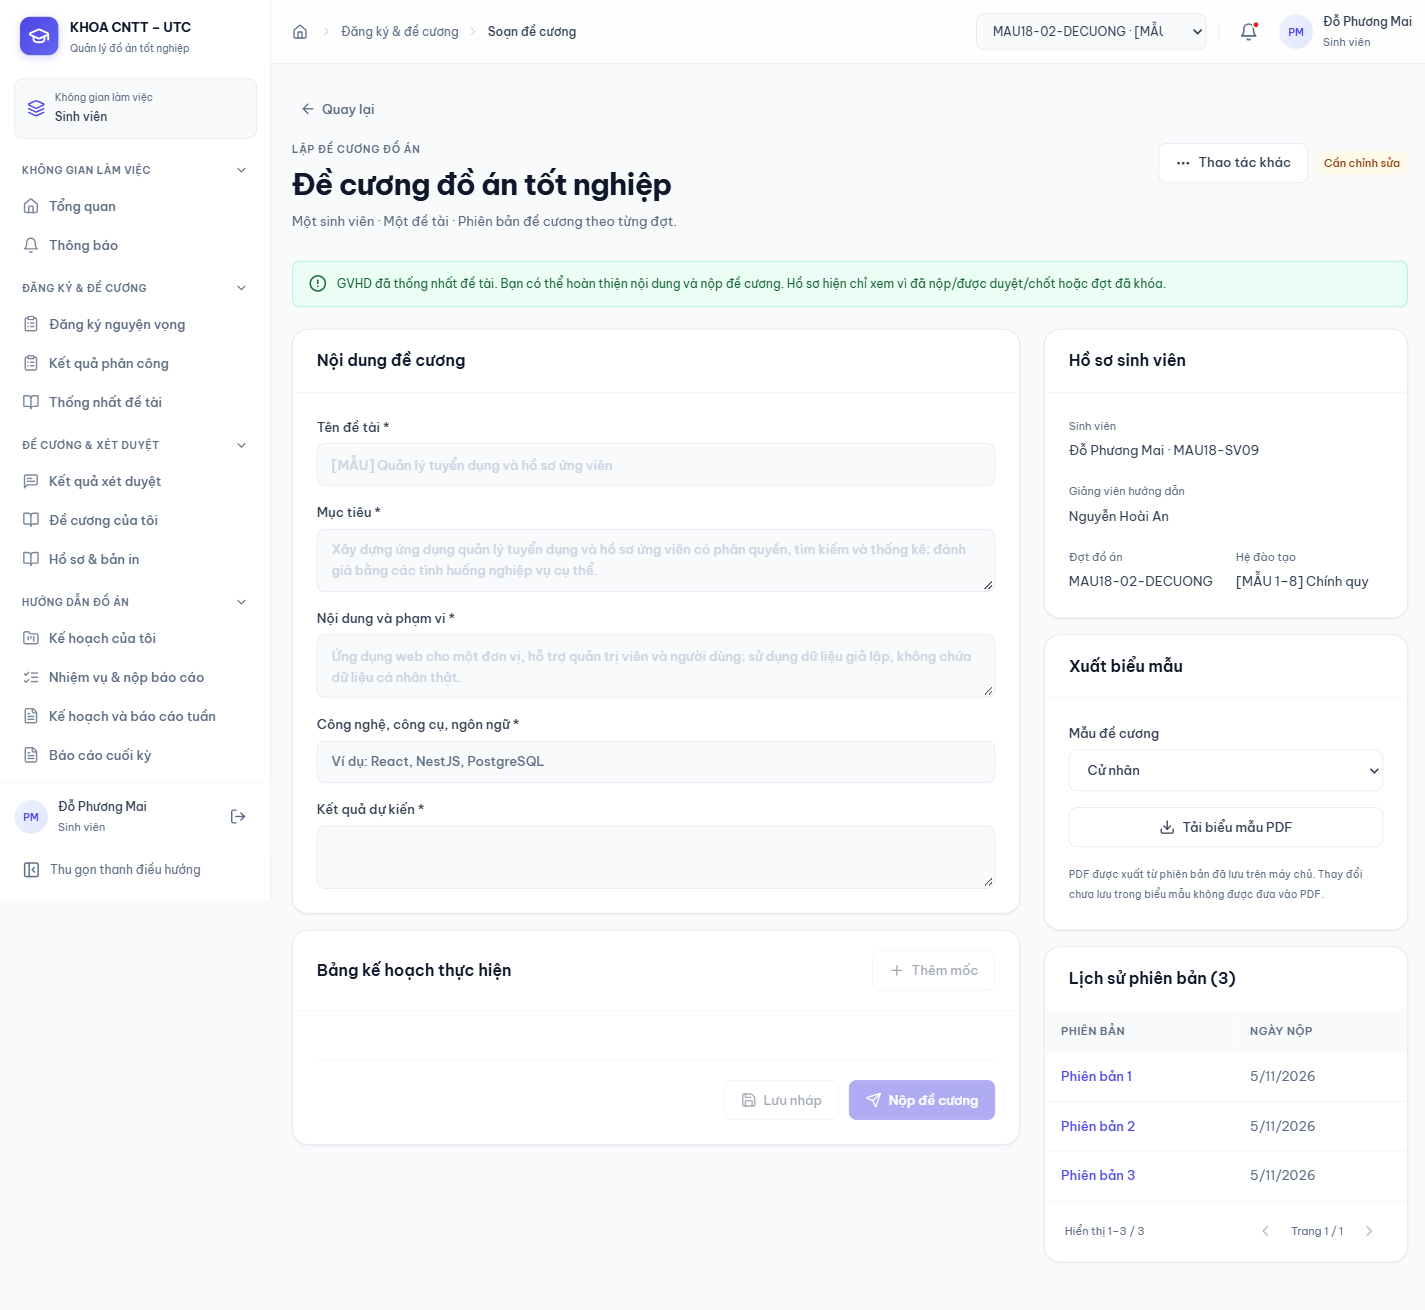 KHOA CNTT – UTC
Quản lý đồ án tốt nghiệp
Không gian làm việc
Sinh viên
KHÔNG GIAN LÀM VIỆC
Tổng quan
Thông báo
ĐĂNG KÝ & ĐỀ CƯƠNG
Đăng ký nguyện vọng
Kết quả phân công
Thống nhất đề tài
ĐỀ CƯƠNG & XÉT DUYỆT
Kết quả xét duyệt
Đề cương của tôi
Hồ sơ & bản in
HƯỚNG DẪN ĐỒ ÁN
Kế hoạch của tôi
Nhiệm vụ & nộp báo cáo
Kế hoạch và báo cáo tuần
Báo cáo cuối kỳ
PM
Đỗ Phương Mai
Sinh viên
Thu gọn thanh điều hướng
Đăng ký & đề cương
Soạn đề cương
MAU18-02-DECUONG · [MẪU
PM
Đỗ Phương Mai
Sinh viên
Quay lại
LẬP ĐỀ CƯƠNG ĐỒ ÁN
Đề cương đồ án tốt nghiệp
Một sinh viên · Một đề tài · Phiên bản đề cương theo từng đợt.
Thao tác khác
Cần chỉnh sửa
GVHD đã thống nhất đề tài. Bạn có thể hoàn thiện nội dung và nộp đề cương. Hồ sơ hiện chỉ xem vì đã nộp/được duyệt/chốt hoặc đợt đã khóa.
Nội dung đề cương
Tên đề tài *
[MẪU] Quản lý tuyển dụng và hồ sơ ứng viên
Mục tiêu *
Xây dựng ứng dụng quản lý tuyển dụng và hồ sơ ứng viên có phân quyền, tìm kiếm và thống kê; đánh
giá bằng các tình huống nghiệp vụ cụ thể.
Nội dung và phạm vi *
Ứng dụng web cho một đơn vị, hỗ trợ quản trị viên và người dùng; sử dụng dữ liệu giả lập, không chứa
dữ liệu cá nhân thật.
Công nghệ, công cụ, ngôn ngữ *
Ví dụ: React, NestJS, PostgreSQL
Kết quả dự kiến *
Bảng kế hoạch thực hiện
Thêm mốc
Lưu nháp
Nộp đề cương
Hồ sơ sinh viên
Sinh viên
Đỗ Phương Mai · MAU18-SV09
Giảng viên hướng dẫn
Nguyễn Hoài An
Đợt đồ án
Hệ đào tạo
MAU18-02-DECUONG
[MẪU 1–8] Chính quy
Xuất biểu mẫu
Mẫu đề cương
Cử nhân
Tải biểu mẫu PDF
PDF được xuất từ phiên bản đã lưu trên máy chủ. Thay đổi
chưa lưu trong biểu mẫu không được đưa vào PDF.
Lịch sử phiên bản (3)
PHIÊN BẢN
NGÀY NỘP
Phiên bản 1
5/11/2026
Phiên bản 2
5/11/2026
Phiên bản 3
5/11/2026
Hiển thị 1–3 / 3
Trang 1 / 1